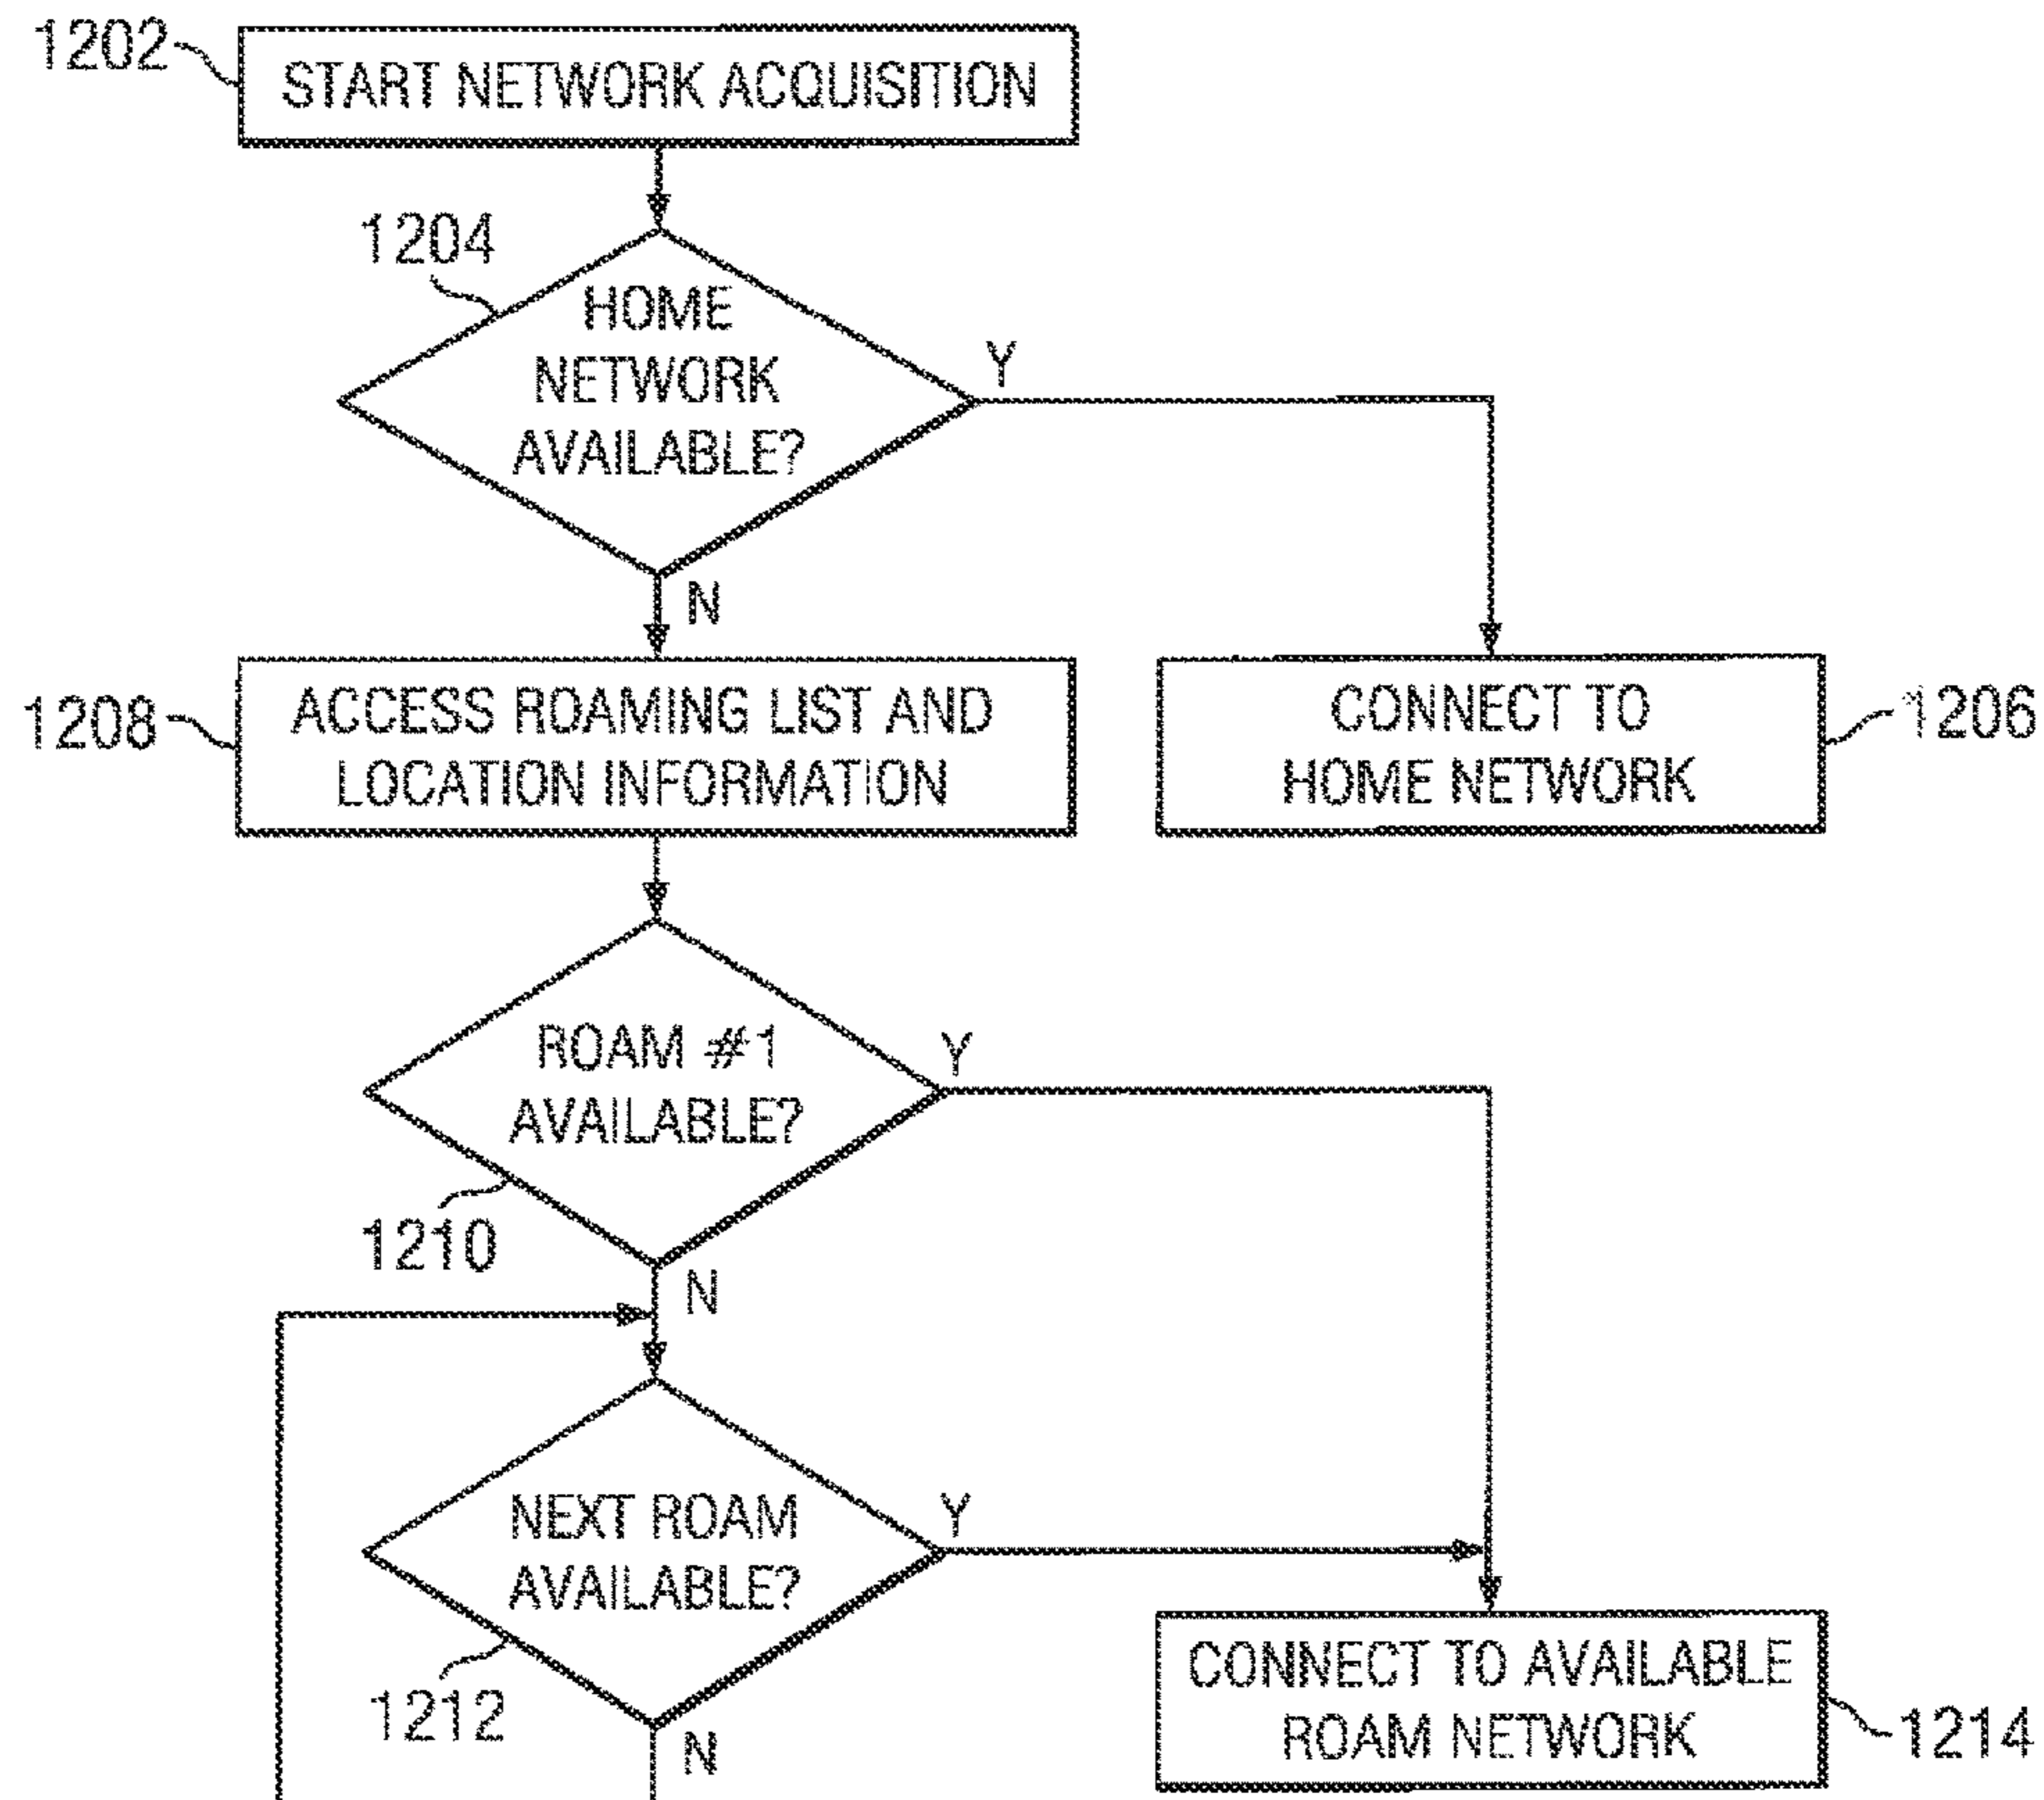 1202
START NETWORK ACQUISITION
1204
HOME
NETWORK
AVAILABLE?
Y
N
1208
ACCESS ROAMING LIST AND
LOCATION INFORMATION
CONNECT TO
HOME NETWORK
1206
ROAM #1
AVAILABLE?
Y
1210
N
NEXT ROAM
AVAILABLE?
Y
1212
N
CONNECT TO AVAILABLE
ROAM NETWORK
1214